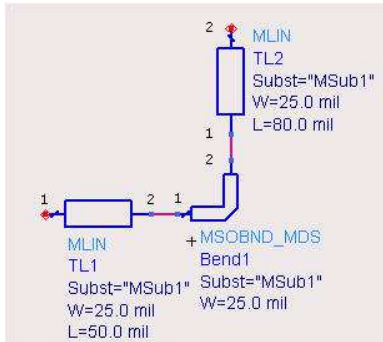 2
MLIN
TL2
Subst="MSub1"
W=25.0 mil
L=80.0 mil
1
2
1 2 1
MLIN
TL1
Subst="MSub1"
W=25.0 mil
L=50.0 mil
MSOBND_MDS
Bend1
Subst="MSub1"
W=25.0 mil